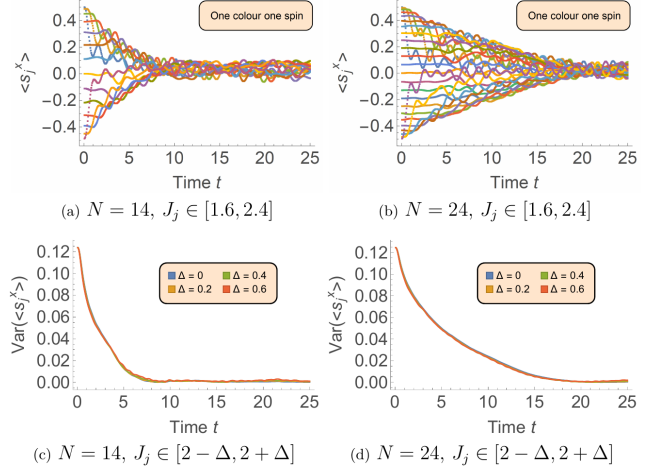 One colour one spin
One colour one spin
<s_j^x>
0.4
0.2
0.0
−0.2
−0.4
0 5 10 15 20 25
Time t
<s_j^x>
0.4
0.2
0.0
−0.2
−0.4
0 5 10 15 20 25
Time t
(a) N = 14, J_j ∈ [1.6, 2.4]
(b) N = 24, J_j ∈ [1.6, 2.4]
Var(<s_j^x>)
0.12
0.10
0.08
0.06
0.04
0.02
0.00
Δ = 0 Δ = 0.4
Δ = 0.2 Δ = 0.6
0 5 10 15 20 25
Time t
Var(<s_j^x>)
0.12
0.10
0.08
0.06
0.04
0.02
0.00
Δ = 0 Δ = 0.4
Δ = 0.2 Δ = 0.6
0 5 10 15 20 25
Time t
(c) N = 14, J_j ∈ [2 − Δ, 2 + Δ]
(d) N = 24, J_j ∈ [2 − Δ, 2 + Δ]